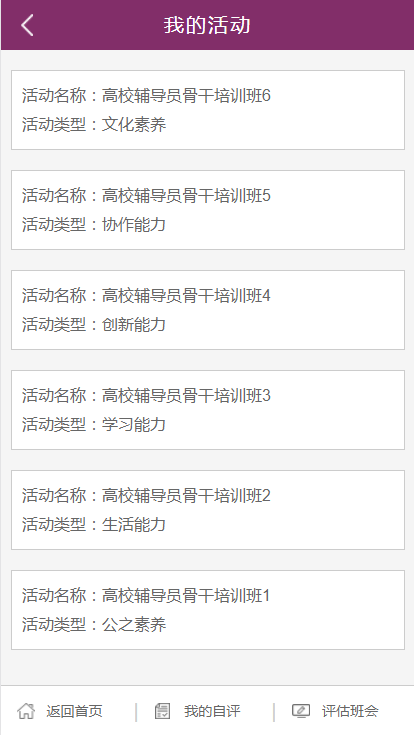 我的活动
活动名称：高校辅导员骨干培训班6
活动类型：文化素养
活动名称：高校辅导员骨干培训班5
活动类型：协作能力
活动名称：高校辅导员骨干培训班4
活动类型：创新能力
活动名称：高校辅导员骨干培训班3
活动类型：学习能力
活动名称：高校辅导员骨干培训班2
活动类型：生活能力
活动名称：高校辅导员骨干培训班1
活动类型：公之素养
返回首页 我的自评 评估班会